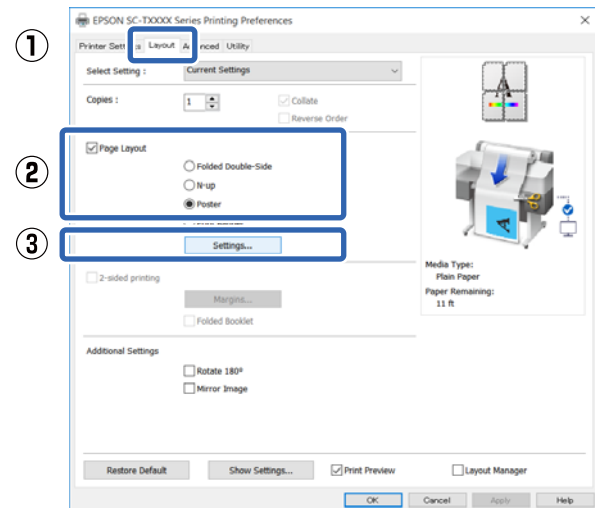 EPSON SC-TXXXX Series Printing Preferences
①
Layout
Utility
Select Setting :
Current Settings
Copies :
1
Collate
Reverse Order
②
Page Layout
Folded Double-Side
N-up
Poster
③
Settings...
2-sided printing
Margins...
Folded Booklet
Media Type:
Plain Paper
Paper Remaining:
11 ft
Additional Settings
Rotate 180°
Mirror Image
Restore Default
Show Settings...
Print Preview
Layout Manager
OK
Cancel
Apply
Help